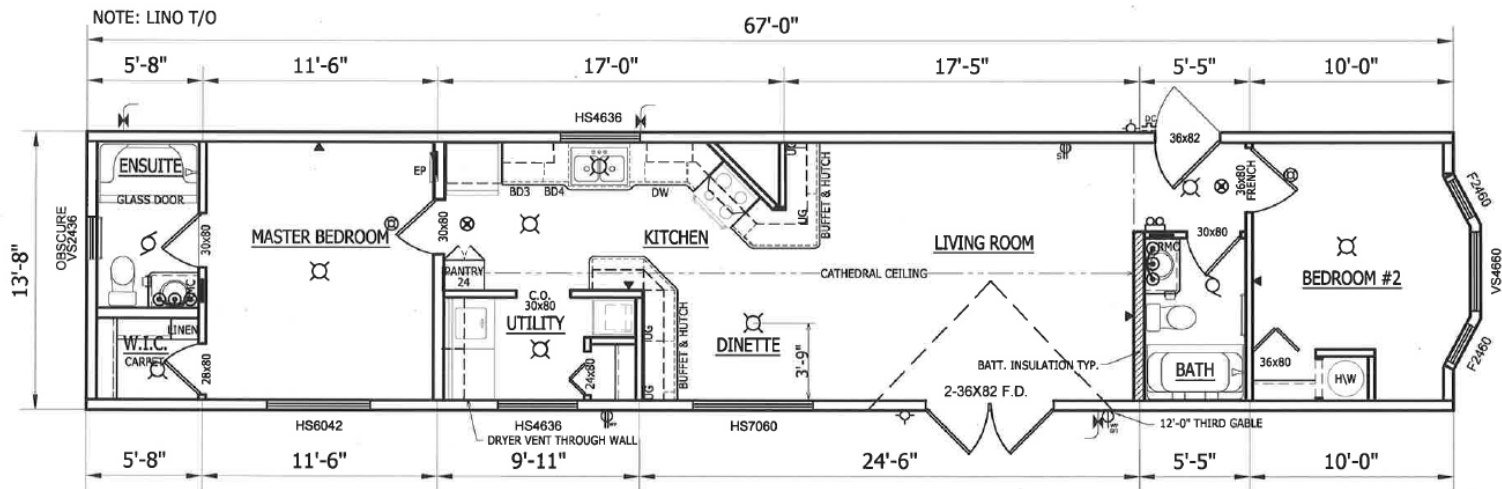 NOTE: LINO T/O
67'-0"
5'-8"
11'-6"
17'-0"
17'-5"
5'-5"
10'-0"
HS4636
36x82
ENSUITE
GLASS DOOR
EP
BD3
BD4
DW
UG
BUFFET & HUTCH
36x80
FRENCH
F2460
OBSCURE
VS2436
30x80
MASTER BEDROOM
30x80
KITCHEN
UG
LIVING ROOM
30x80
13'-8"
PANTRY
24
CATHEDRAL CEILING
RMC
BEDROOM #2
VS4660
RMC
C.O.
30x80
UTILITY
LINEN
W.I.C.
CARPET
28x80
24x80
UG
BUFFET & HUTCH
UG
DINETTE
3'-9"
BATT. INSULATION TYP.
BATH
36x80
H\W
F2460
2-36X82 F.D.
HS6042
HS4636
DRYER VENT THROUGH WALL
HS7060
12'-0" THIRD GABLE
5'-8"
11'-6"
9'-11"
24'-6"
5'-5"
10'-0"